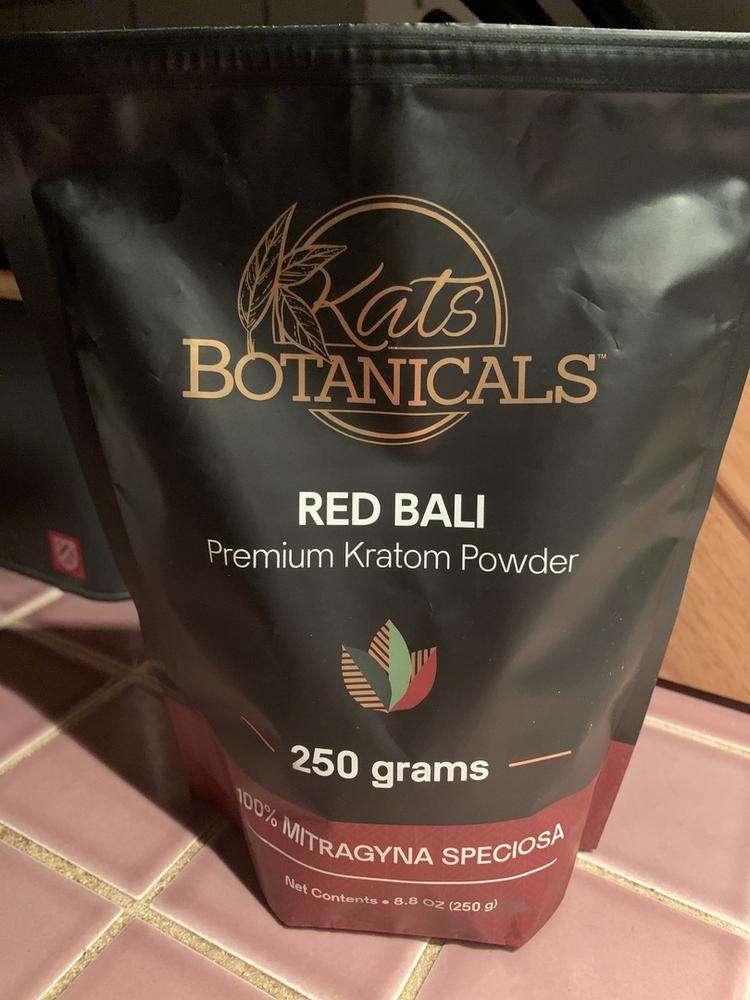 Kats
BOTANICALS™
RED BALI
Premium Kratom Powder
250 grams
100% MITRAGYNA SPECIOSA
Net Contents • 8.8 OZ (250 g)